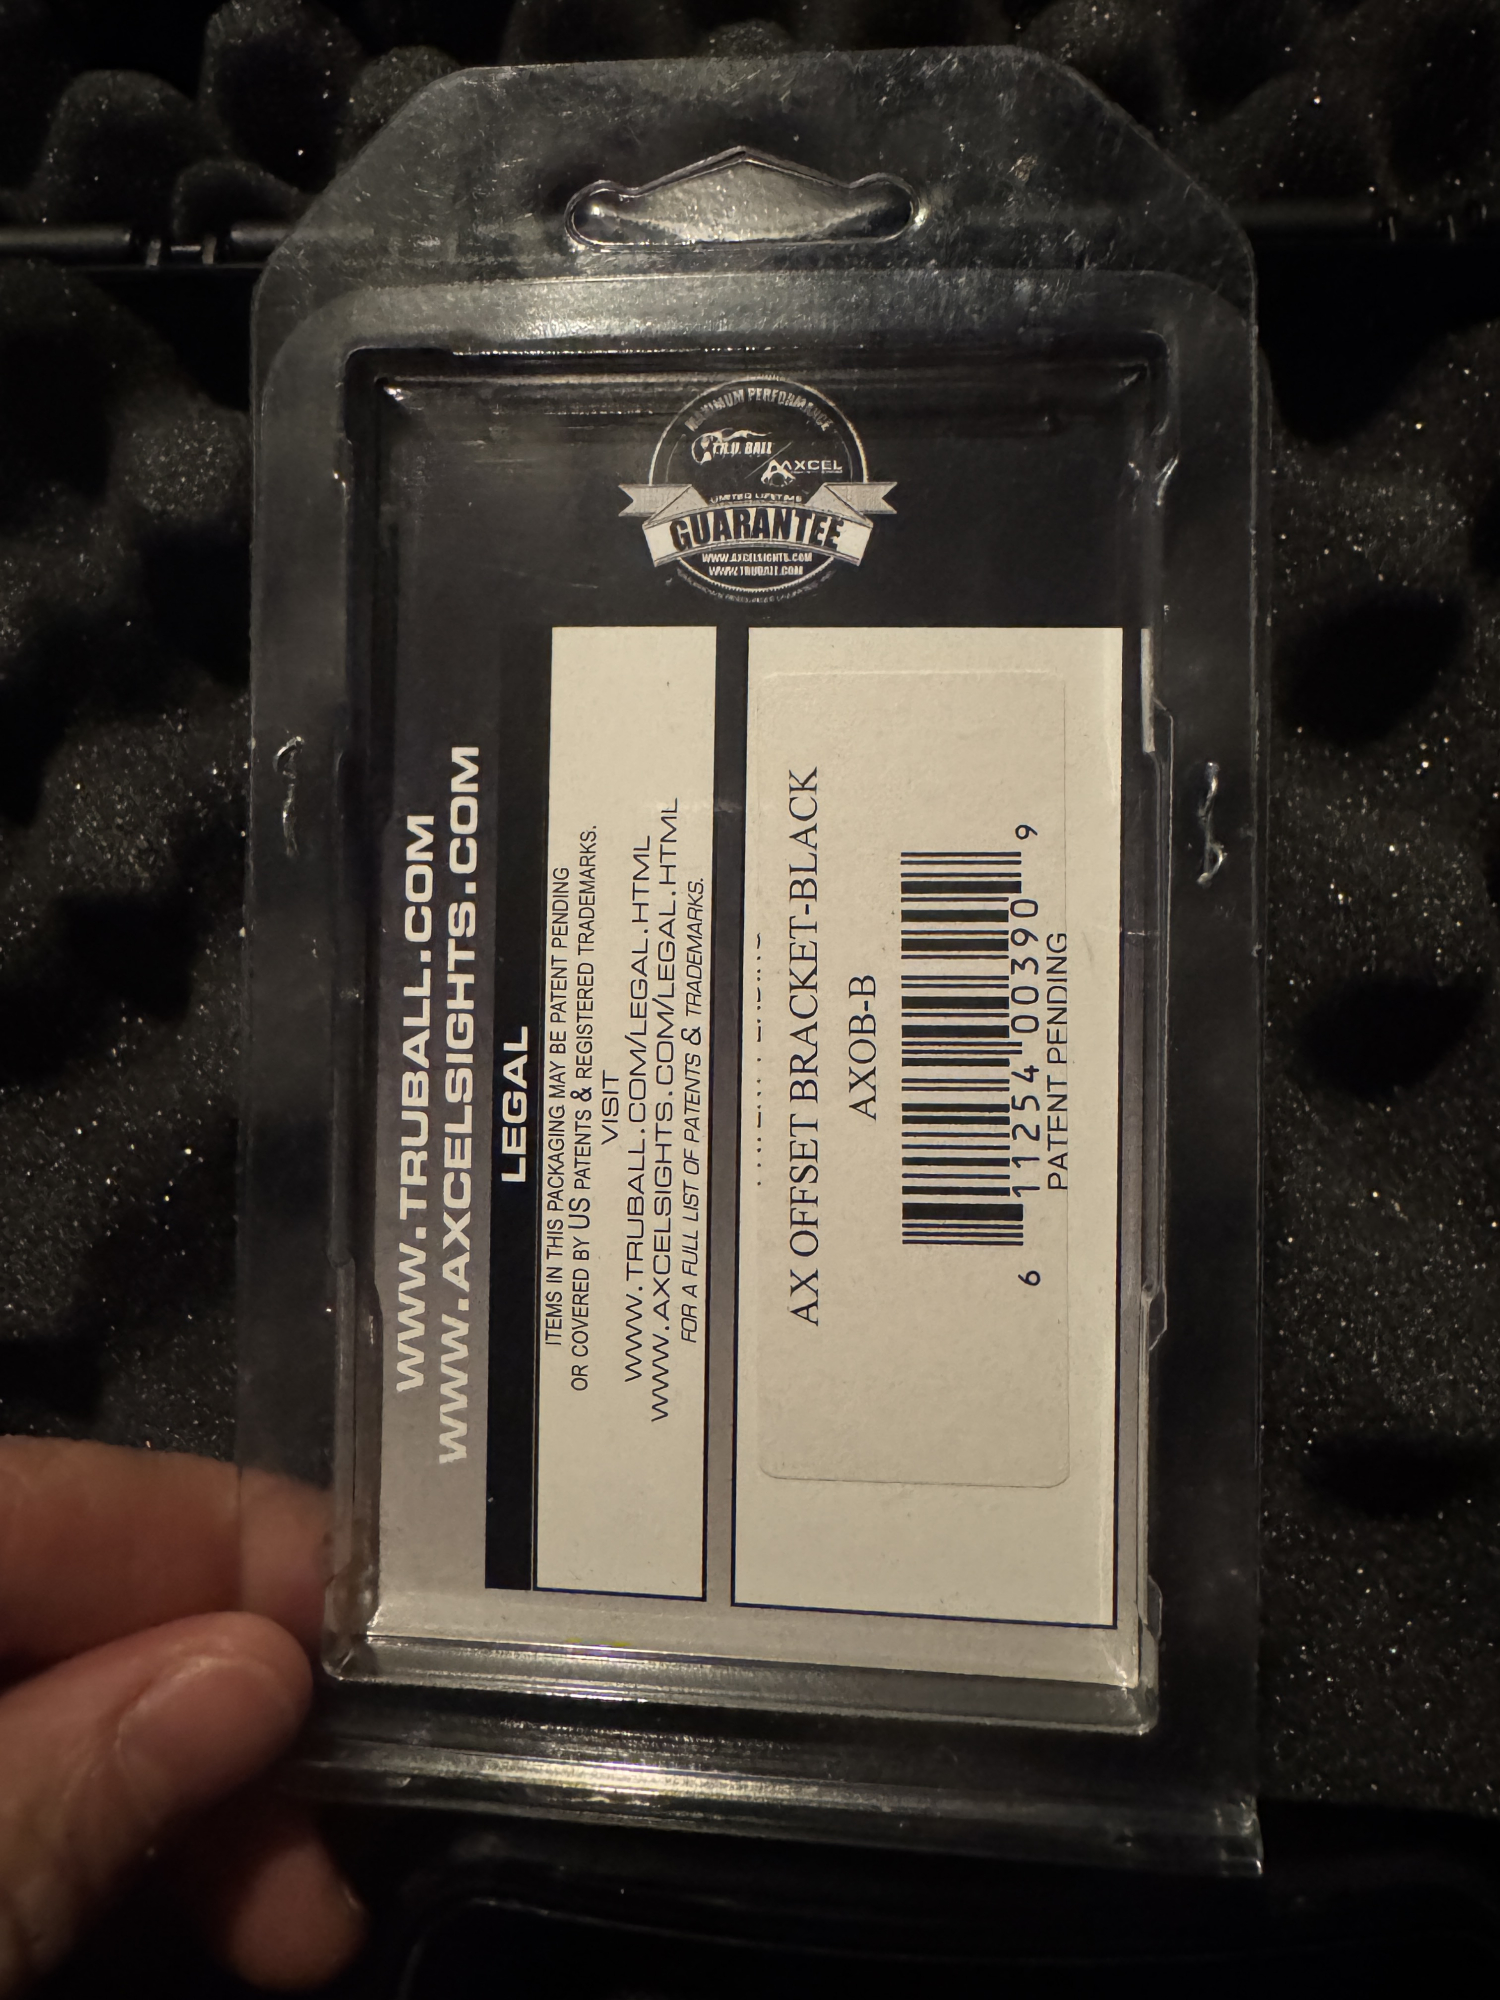 MAXIMUM PERFORMANCE
T.R.U. BALL
AXCEL
LIMITED LIFETIME
GUARANTEE
WWW.AXCELSIGHTS.COM
WWW.TRUBALL.COM
WWW.TRUBALL.COM
WWW.AXCELSIGHTS.COM
LEGAL
ITEMS IN THIS PACKAGING MAY BE PATENT PENDING
OR COVERED BY US PATENTS & REGISTERED TRADEMARKS.
VISIT
WWW.TRUBALL.COM/LEGAL.HTML
WWW.AXCELSIGHTS.COM/LEGAL.HTML
FOR A FULL LIST OF PATENTS & TRADEMARKS.
AX OFFSET BRACKET-BLACK
AXOB-B
6 11254 00390 9
PATENT PENDING